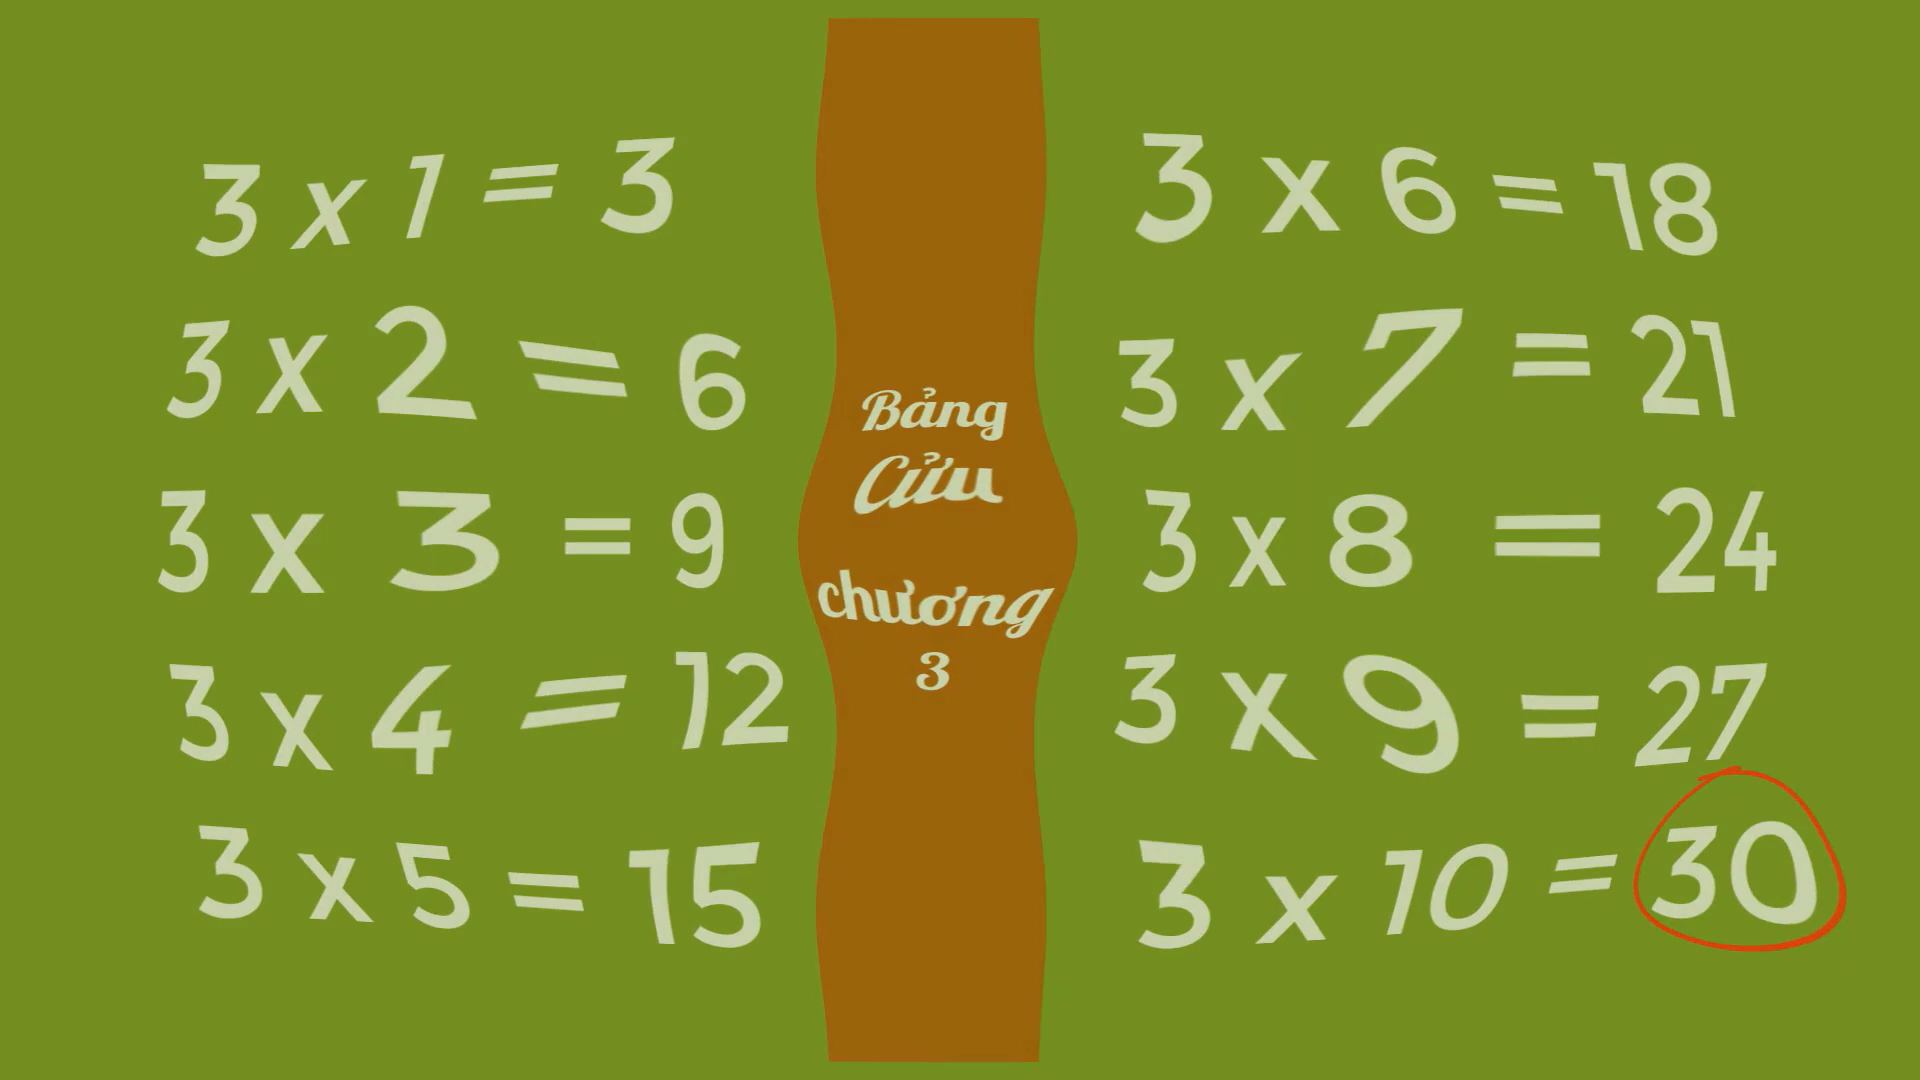 3 x 1 = 3
3 x 2 = 6
3 x 3 = 9
3 x 4 = 12
3 x 5 = 15
Bảng
Cửu
chương
3
3 x 6 = 18
3 x 7 = 21
3 x 8 = 24
3 x 9 = 27
3 x 10 = 30